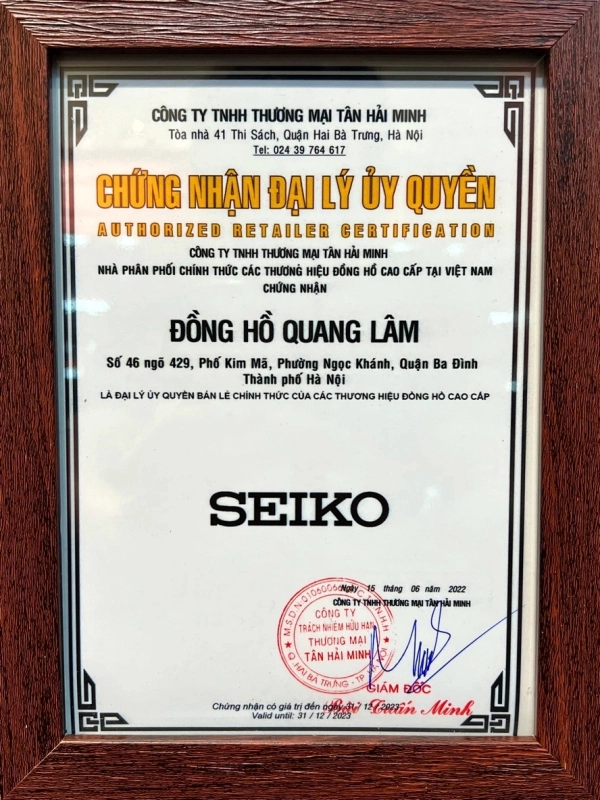 CÔNG TY TNHH THƯƠNG MẠI TÂN HẢI MINH
Tòa nhà 41 Thi Sách, Quận Hai Bà Trưng, Hà Nội
Tel: 024 39 764 617
CHỨNG NHẬN ĐẠI LÝ ỦY QUYỀN
AUTHORIZED RETAILER CERTIFICATION
CÔNG TY TNHH THƯƠNG MẠI TÂN HẢI MINH
NHÀ PHÂN PHỐI CHÍNH THỨC CÁC THƯƠNG HIỆU ĐỒNG HỒ CAO CẤP TẠI VIỆT NAM
CHỨNG NHẬN
ĐỒNG HỒ QUANG LÂM
Số 46 ngõ 429, Phố Kim Mã, Phường Ngọc Khánh, Quận Ba Đình
Thành phố Hà Nội
LÀ ĐẠI LÝ ỦY QUYỀN BÁN LẺ CHÍNH THỨC CỦA CÁC THƯƠNG HIỆU ĐỒNG HỒ CAO CẤP
SEIKO
Ngày 15 tháng 06 năm 2022
CÔNG TY TNHH THƯƠNG MẠI TÂN HẢI MINH
CÔNG TY
TRÁCH NHIỆM HỮU HẠN
THƯƠNG MẠI
TÂN HẢI MINH
Q. HAI BÀ TRƯNG - TP. HÀ NỘI
GIÁM ĐỐC
Tuấn Minh
Chứng nhận có giá trị đến ngày 31 / 12 / 2023
Valid until: 31 / 12 / 2023